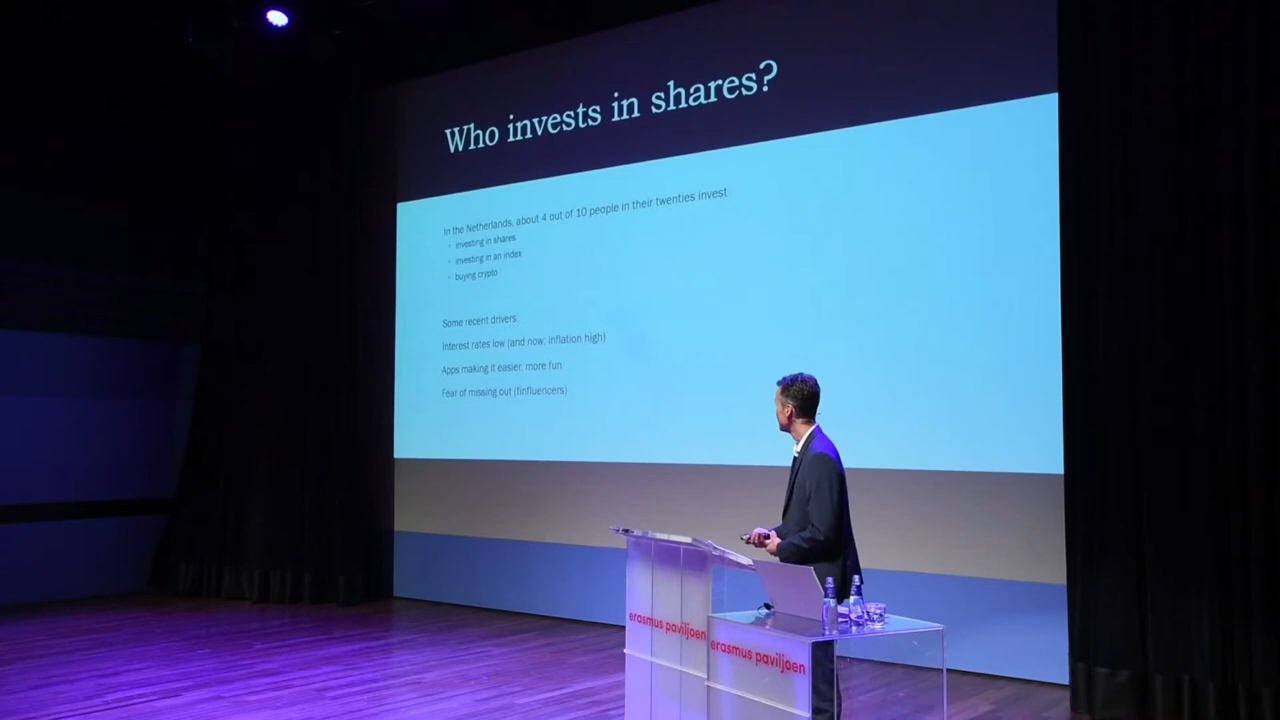 Who invests in shares?
In the Netherlands, about 4 out of 10 people in their twenties invest
- investing in shares
- investing in an index
- buying crypto
Some recent drivers:
Interest rates low (and now: inflation high)
Apps making it easier, more fun
Fear of missing out (finfluencers)
erasmus paviljoen
erasmus paviljoen